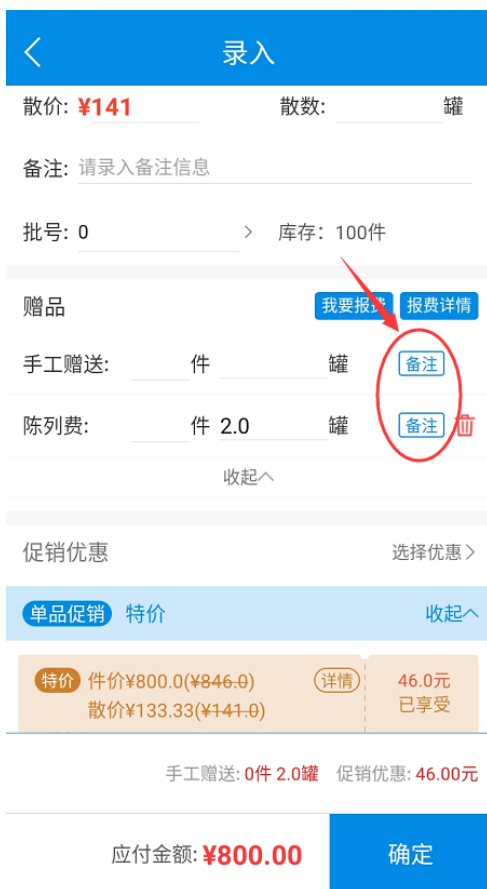 录入
散价: ¥141 散数: 罐
备注: 请录入备注信息
批号: 0 > 库存: 100件
赠品 我要报费 报费详情
手工赠送: 件 罐 备注
陈列费: 件 2.0 罐 备注
收起
促销优惠 选择优惠
单品促销 特价 收起
特价 件价¥800.0(¥846.0) 详情 46.0元
散价¥133.33(¥141.0) 已享受
手工赠送: 0件 2.0罐 促销优惠: 46.00元
应付金额: ¥800.00 确定